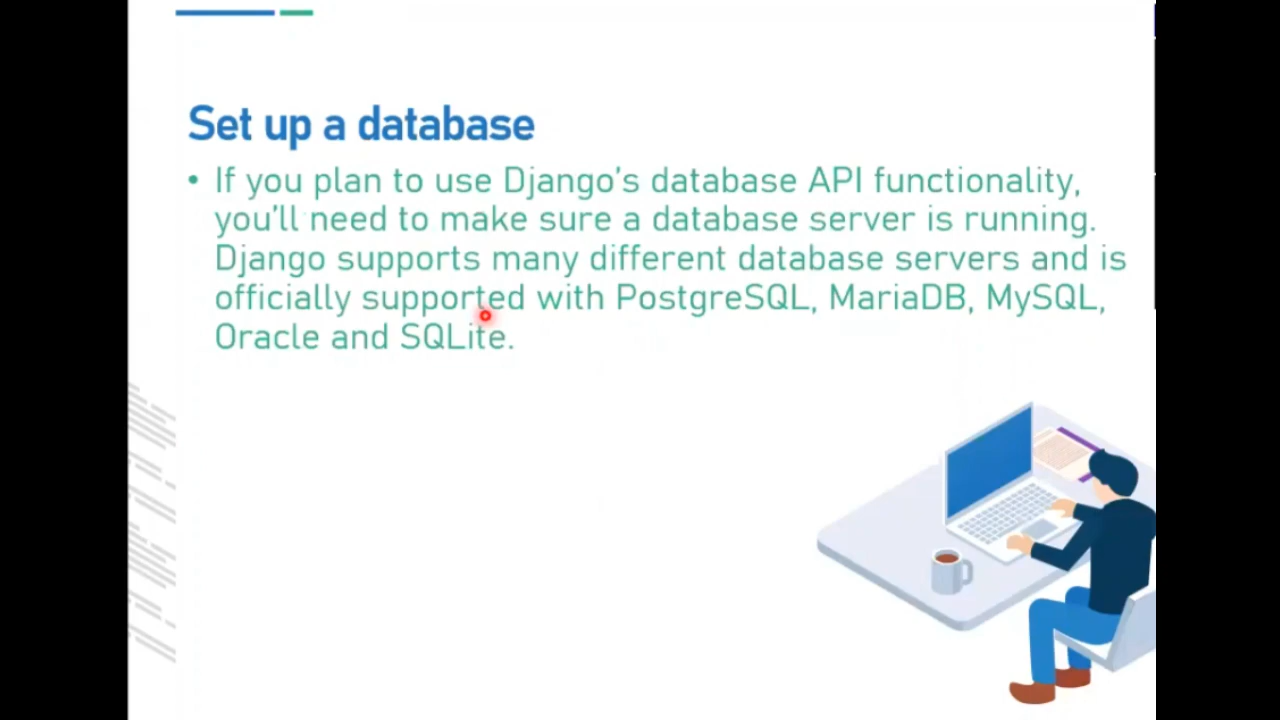 Set up a database
• If you plan to use Django’s database API functionality,
you’ll need to make sure a database server is running.
Django supports many different database servers and is
officially supported with PostgreSQL, MariaDB, MySQL,
Oracle and SQLite.